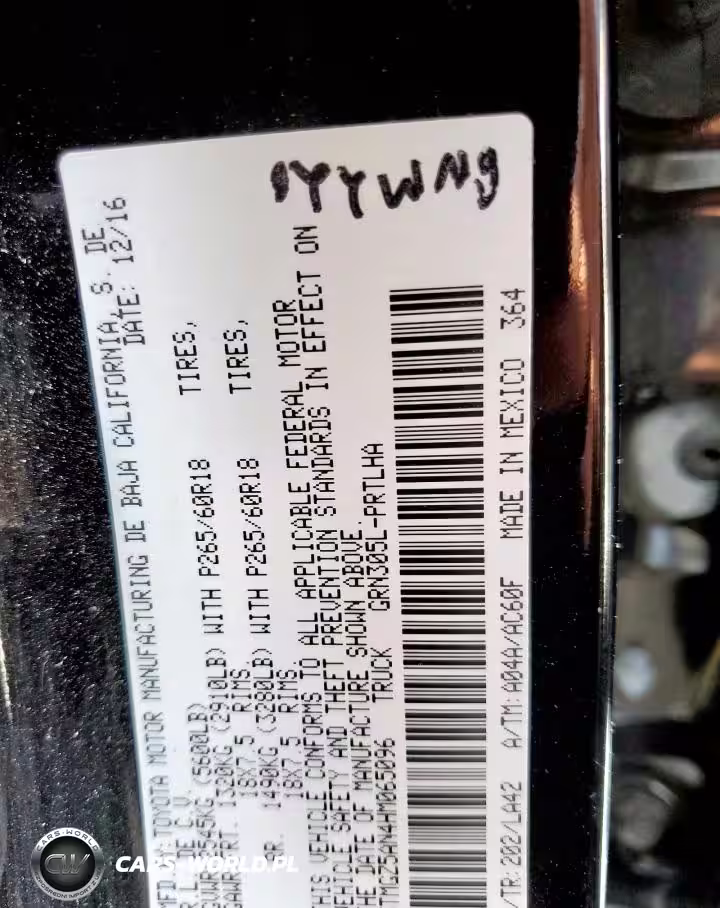 MFD BY: TOYOTA MOTOR MANUFACTURING DE BAJA CALIFORNIA, S. DE
R.L. DE C.V. DATE: 12/16
GVWR 2545KG (5600LB)
GAWR FRT. 1320KG (2910LB) WITH P265/60R18 TIRES,
18X7.5 RIMS,
RR. 1490KG (3280LB) WITH P265/60R18 TIRES,
18X7.5 RIMS
THIS VEHICLE CONFORMS TO ALL APPLICABLE FEDERAL MOTOR
VEHICLE SAFETY AND THEFT PREVENTION STANDARDS IN EFFECT ON
THE DATE OF MANUFACTURE SHOWN ABOVE.
TRUCK GRN305L-PRTLHA
/TR: 202/LA42 A/TM: A04A/AC60F MADE IN MEXICO 364
CARS-WORLD
CW
CARS-WORLD.PL